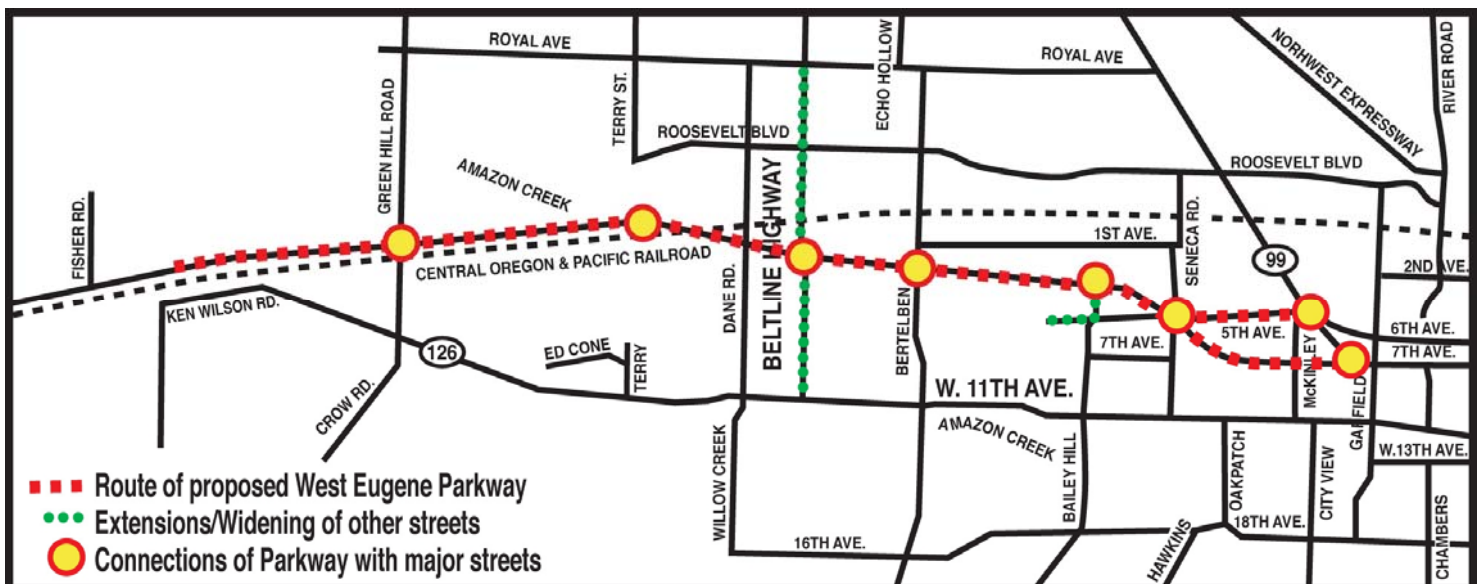 ROYAL AVE
ROYAL AVE
NORHWEST EXPRESSWAY
RIVER ROAD
ECHO HOLLOW
TERRY ST.
GREEN HILL ROAD
ROOSEVELT BLVD
ROOSEVELT BLVD
AMAZON CREEK
FISHER RD.
BELTLINE HIGHWAY
SENECA RD.
1ST AVE.
2ND AVE.
99
CENTRAL OREGON & PACIFIC RAILROAD
KEN WILSON RD.
DANE RD.
BERTELBEN
5TH AVE.
6TH AVE.
7TH AVE.
7TH AVE.
McKINLEY
GARFIELD
126
ED CONE
TERRY
CROW RD.
W. 11TH AVE.
AMAZON CREEK
W.13TH AVE.
WILLOW CREEK
BAILEY HILL
OAKPATCH
CITY VIEW
CHAMBERS
16TH AVE.
HAWKINS
18TH AVE.
Route of proposed West Eugene Parkway
Extensions/Widening of other streets
Connections of Parkway with major streets